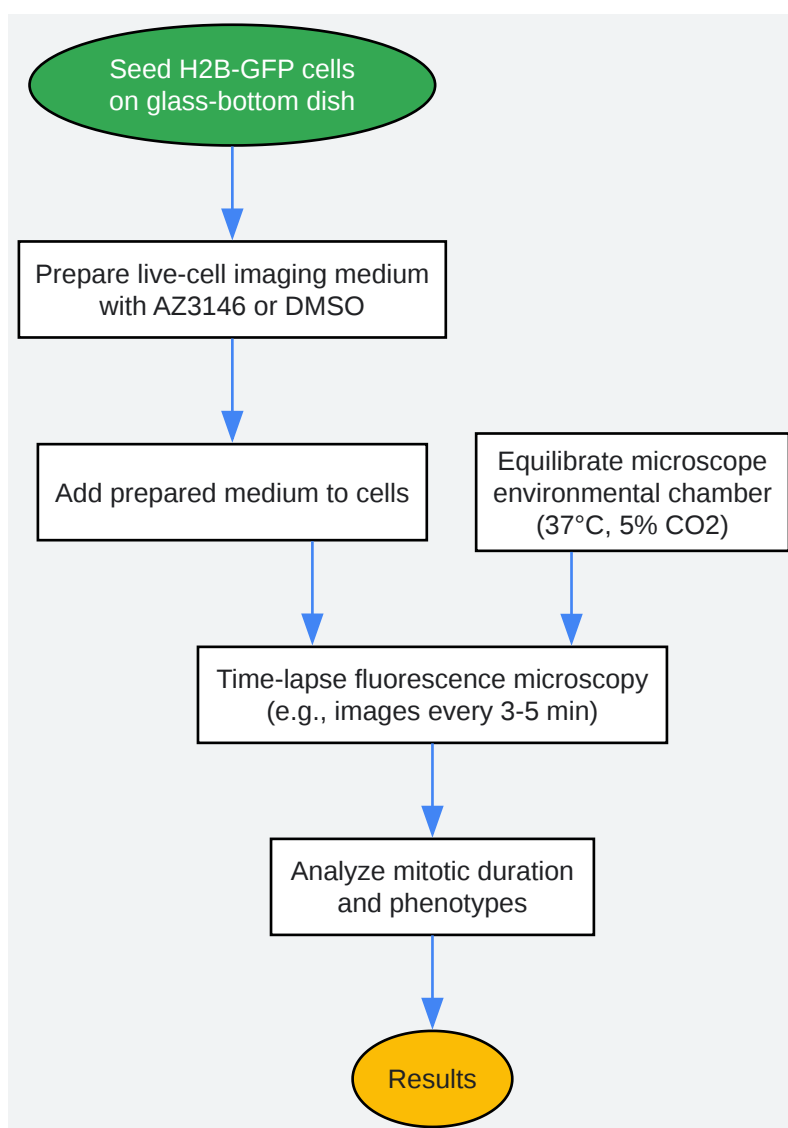 Seed H2B-GFP cells
on glass-bottom dish
Prepare live-cell imaging medium
with AZ3146 or DMSO
Add prepared medium to cells
Equilibrate microscope
environmental chamber
(37°C, 5% CO2)
Time-lapse fluorescence microscopy
(e.g., images every 3-5 min)
Analyze mitotic duration
and phenotypes
Results